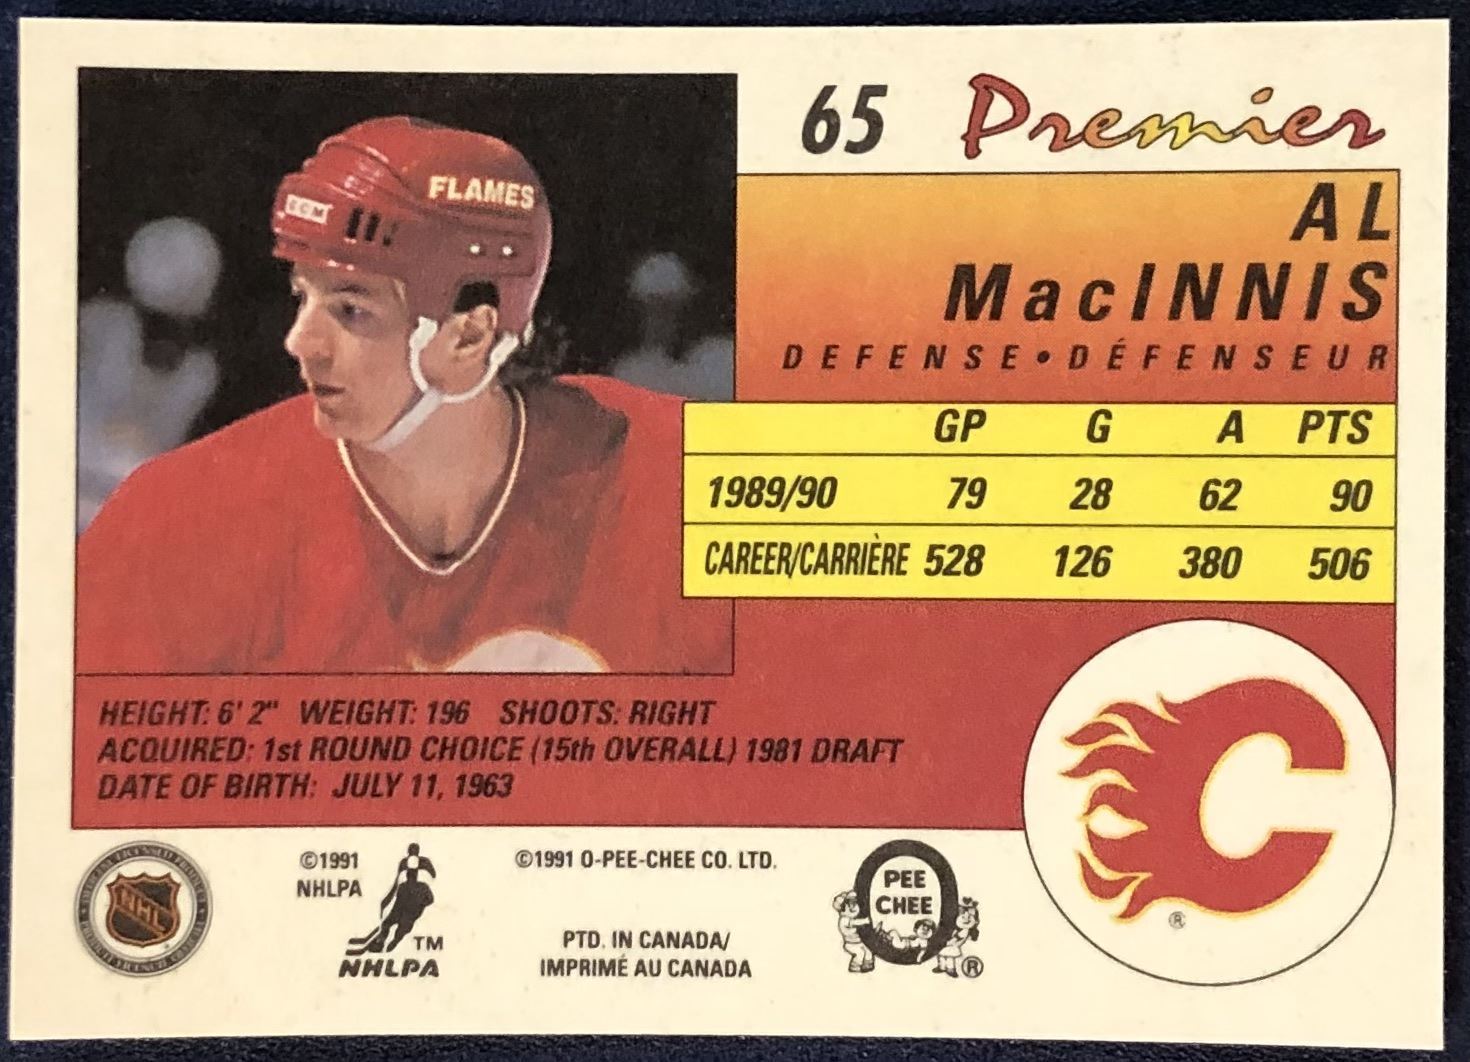 65 Premier
FLAMES
CCM
AL
MacINNIS
DEFENSE • DÉFENSEUR
GP G A PTS
1989/90 79 28 62 90
CAREER/CARRIÈRE 528 126 380 506
HEIGHT: 6' 2" WEIGHT: 196 SHOOTS: RIGHT
ACQUIRED: 1st ROUND CHOICE (15th OVERALL) 1981 DRAFT
DATE OF BIRTH: JULY 11, 1963
®
NHL
©1991
NHLPA
TM
NHLPA
©1991 O-PEE-CHEE CO. LTD.
PTD. IN CANADA/
IMPRIMÉ AU CANADA
O
PEE
CHEE
®